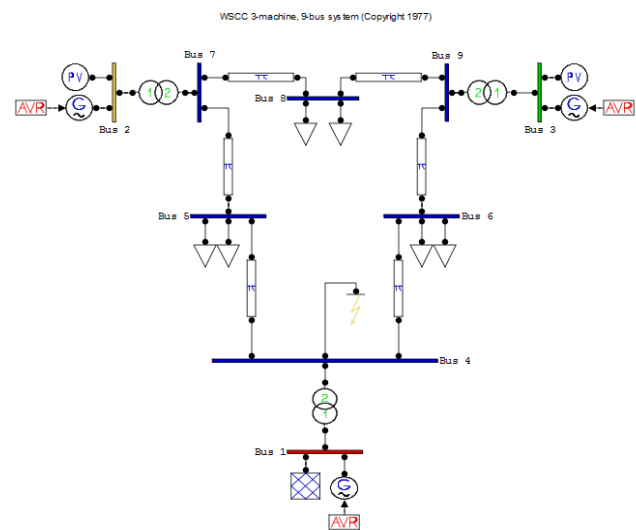 WSCC 3-machine, 9-bus system (Copyright 1977)
Bus 7
Bus 9
PV
π
π
PV
1 2
2 1
Bus 8
AVR
G
~
G
~
AVR
Bus 2
Bus 3
π
π
Bus 5
Bus 6
π
π
Bus 4
2
1
Bus 1
G
~
AVR